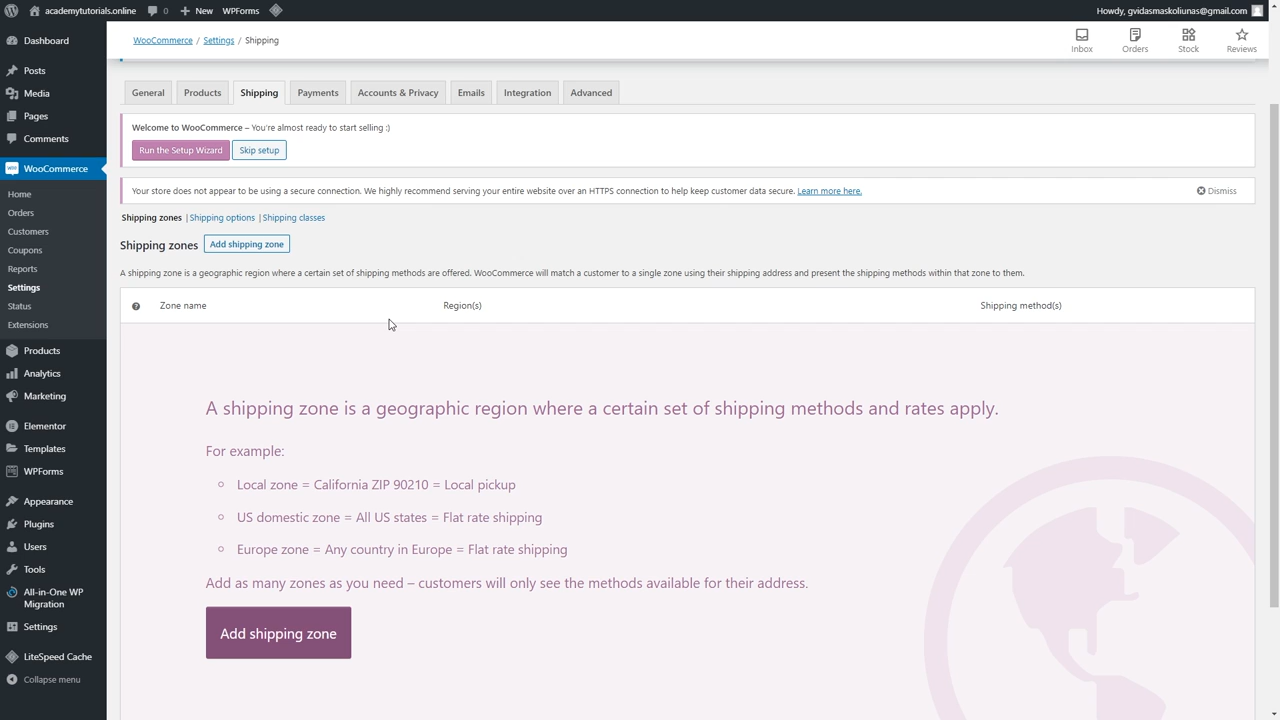 academytutorials.online 0 New WPForms Howdy, gvidasmaskoliunas@gmail.com
Dashboard
Posts
Media
Pages
Comments
WooCommerce
Home
Orders
Customers
Coupons
Reports
Settings
Status
Extensions
Products
Analytics
Marketing
Elementor
Templates
WPForms
Appearance
Plugins
Users
Tools
All-in-One WP
Migration
Settings
LiteSpeed Cache
Collapse menu
WooCommerce / Settings / Shipping
Inbox Orders Stock Reviews
General Products Shipping Payments Accounts & Privacy Emails Integration Advanced
Welcome to WooCommerce – You're almost ready to start selling :)
Run the Setup Wizard Skip setup
Your store does not appear to be using a secure connection. We highly recommend serving your entire website over an HTTPS connection to help keep customer data secure. Learn more here. Dismiss
Shipping zones | Shipping options | Shipping classes
Shipping zones Add shipping zone
A shipping zone is a geographic region where a certain set of shipping methods are offered. WooCommerce will match a customer to a single zone using their shipping address and present the shipping methods within that zone to them.
Zone name Region(s) Shipping method(s)
A shipping zone is a geographic region where a certain set of shipping methods and rates apply.
For example:
Local zone = California ZIP 90210 = Local pickup
US domestic zone = All US states = Flat rate shipping
Europe zone = Any country in Europe = Flat rate shipping
Add as many zones as you need – customers will only see the methods available for their address.
Add shipping zone